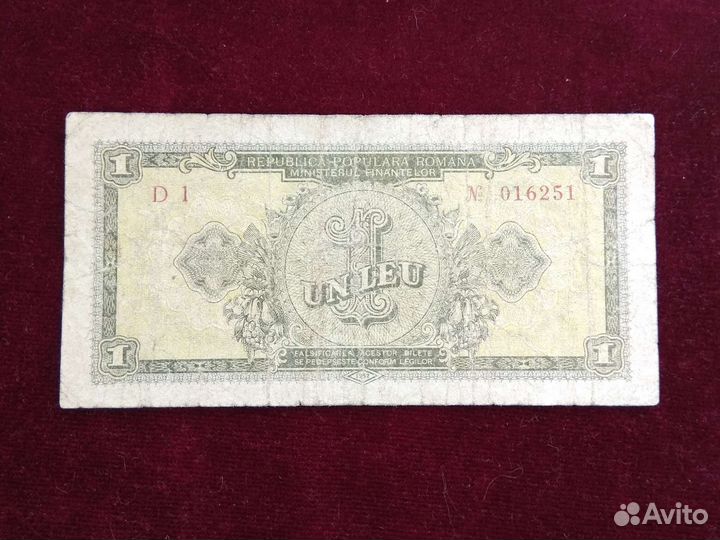 1 REPUBLICA POPULARA ROMANA 1
MINISTERUL FINANTELOR
D 1 № 016251
1
UN LEU
1 FALSIFICAREA ACESTOR BILETE 1
SE PEDEPSESTE CONFORM LEGILOR
Avito